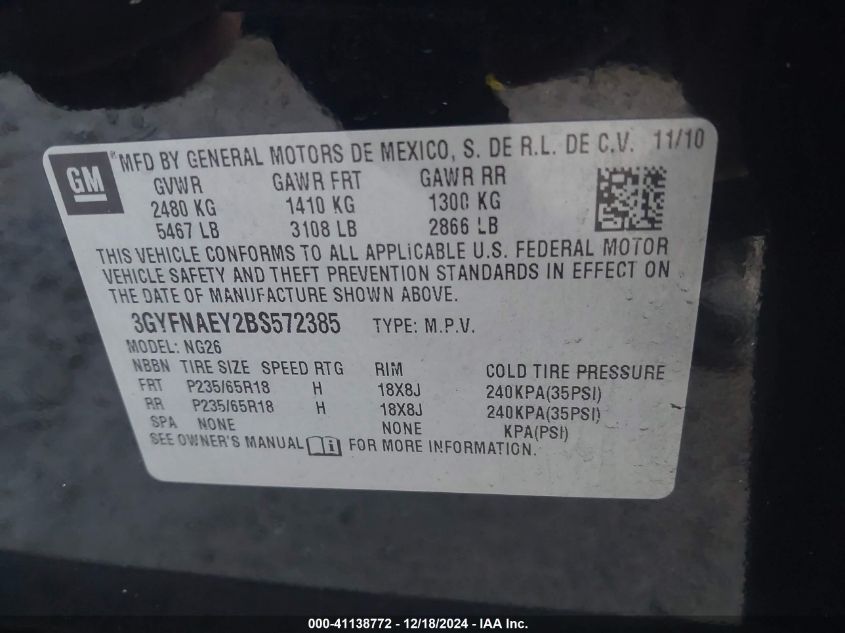 GM ® MFD BY GENERAL MOTORS DE MEXICO, S. DE R.L. DE C.V. 11/10
GVWR GAWR FRT GAWR RR
2480 KG 1410 KG 1300 KG
5467 LB 3108 LB 2866 LB
THIS VEHICLE CONFORMS TO ALL APPLICABLE U.S. FEDERAL MOTOR
VEHICLE SAFETY AND THEFT PREVENTION STANDARDS IN EFFECT ON
THE DATE OF MANUFACTURE SHOWN ABOVE.
3GYFNAEY2BS572385 TYPE: M.P.V.
MODEL: NG26
NBBN TIRE SIZE SPEED RTG RIM COLD TIRE PRESSURE
FRT P235/65R18 H 18X8J 240KPA(35PSI)
RR P235/65R18 H 18X8J 240KPA(35PSI)
SPA NONE NONE KPA(PSI)
SEE OWNER'S MANUAL FOR MORE INFORMATION.
000-41138772 - 12/18/2024 - IAA Inc.